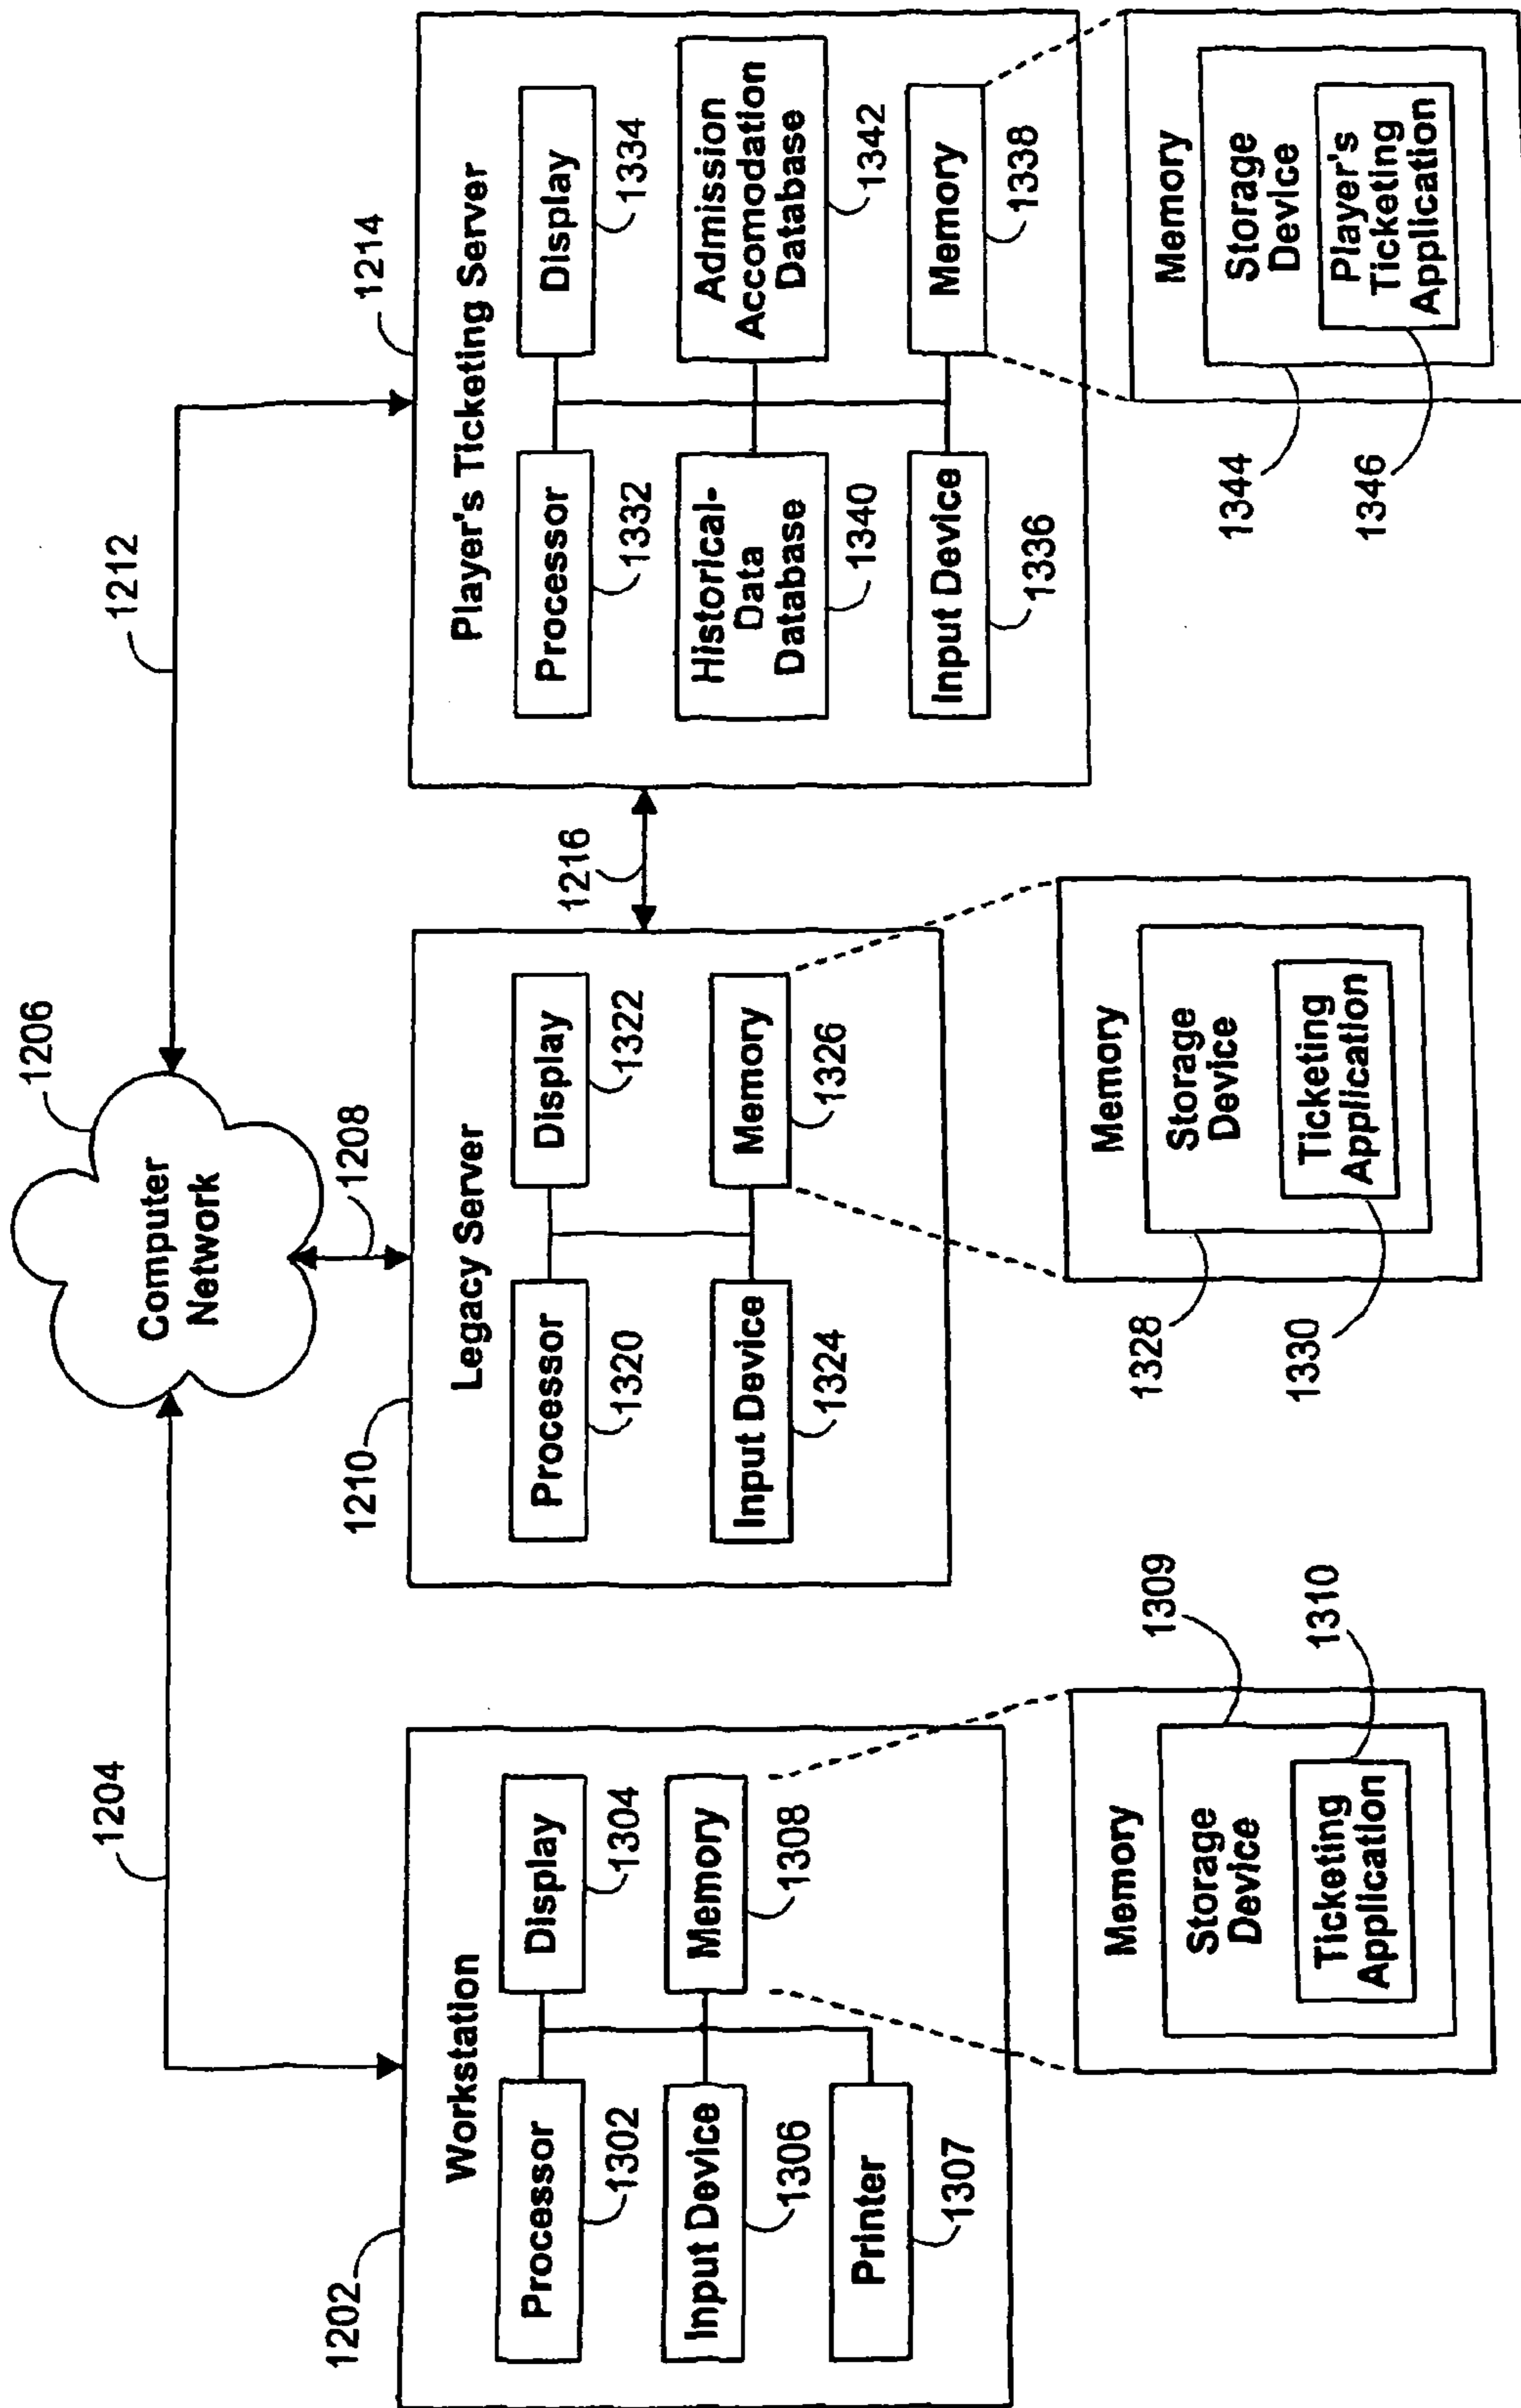 1206
Computer
Network
1204
1208
1212
1202
Workstation
Processor
1302
Display
1304
Input Device
1306
Memory
1308
Printer
1307
Memory
Storage
Device
1309
Ticketing
Application
1310
1210
Legacy Server
Processor
1320
Display
1322
Input Device
1324
Memory
1326
Memory
Storage
Device
1328
Ticketing
Application
1330
1216
1214
Player's Ticketing Server
Processor
1332
Display
1334
Historical-
Data
Database
1340
Admission
Accomodation
Database
1342
Input Device
1336
Memory
1338
Memory
Storage
Device
1344
Player's
Ticketing
Application
1346